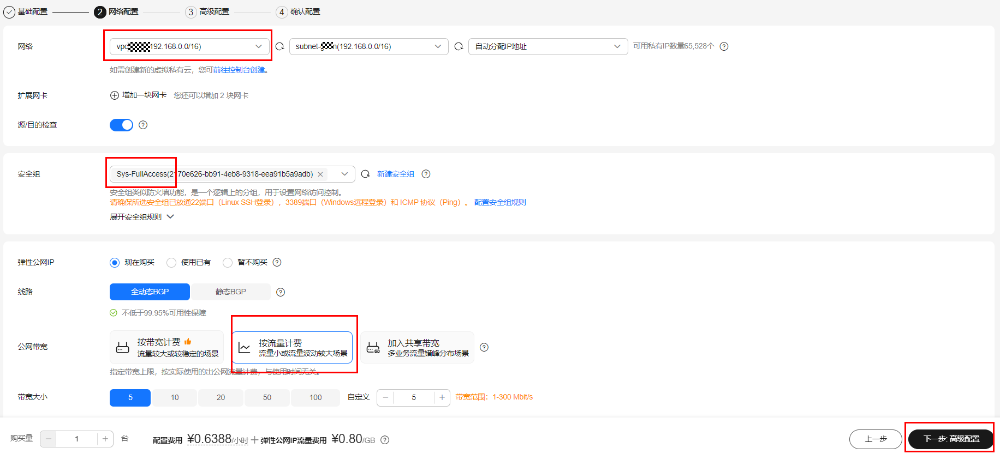 基础配置 2 网络配置 3 高级配置 4 确认配置
网络 vpc 192.168.0.0/16) subnet- n(192.168.0.0/16) 自动分配IP地址 可用私有IP数量65,528个
如需创建新的虚拟私有云，您可前往控制台创建。
扩展网卡 增加一块网卡 您还可以增加 2 块网卡
源/目的检查
安全组 Sys-FullAccess(2170e626-bb91-4eb8-9318-eea91b5a9adb) 新建安全组
安全组类似防火墙功能，是一个逻辑上的分组，用于设置网络访问控制。
请确保所选安全组已放通22端口（Linux SSH登录），3389端口（Windows远程登录）和 ICMP 协议（Ping）。 配置安全组规则
展开安全组规则
弹性公网IP 现在购买 使用已有 暂不购买
线路 全动态BGP 静态BGP
不低于99.95%可用性保障
公网带宽 按带宽计费 按流量计费 加入共享带宽
流量较大或较稳定的场景 流量小或流量波动较大场景 多业务流量错峰分布场景
指定带宽上限，按实际使用的出公网流量计费，与使用时间无关。
带宽大小 5 10 20 50 100 自定义 5 带宽范围：1-300 Mbit/s
购买量 1 台 配置费用 ¥0.6388/小时 + 弹性公网IP流量费用 ¥0.80/GB 上一步 下一步: 高级配置